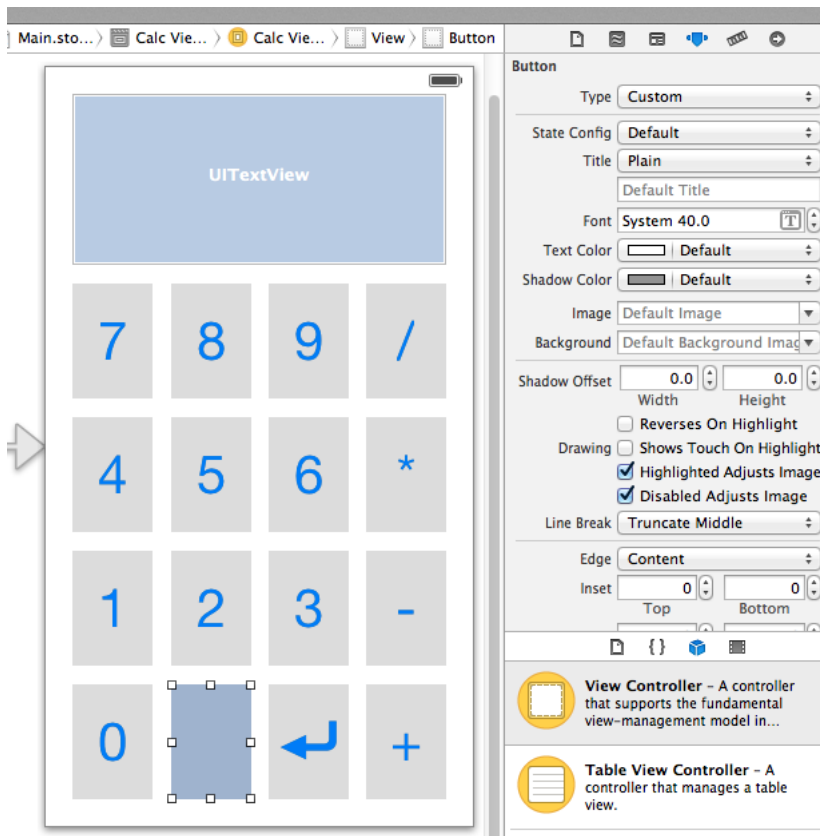 Main.sto... Calc Vie... Calc Vie... View Button
Button
Type Custom
State Config Default
Title Plain
Default Title
Font System 40.0 T
Text Color Default
Shadow Color Default
Image Default Image
Background Default Background Imag
Shadow Offset 0.0 0.0
Width Height
Reverses On Highlight
Drawing Shows Touch On Highlight
Highlighted Adjusts Image
Disabled Adjusts Image
Line Break Truncate Middle
Edge Content
Inset 0 0
Top Bottom
{ }
View Controller – A controller
that supports the fundamental
view-management model in...
Table View Controller – A
controller that manages a table
view.
UITextView
7 8 9 /
4 5 6 *
1 2 3 -
0 +